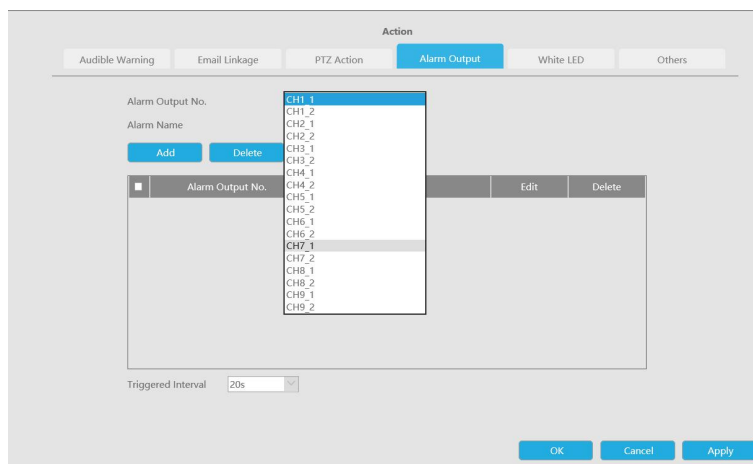 Action
Audible Warning Email Linkage PTZ Action Alarm Output White LED Others
Alarm Output No.
CH1_1
CH1_2
Alarm Name
CH2_1
CH2_2
Add Delete
CH3_1
CH3_2
CH4_1
Alarm Output No. CH4_2 Edit Delete
CH5_1
CH5_2
CH6_1
CH6_2
CH7_1
CH7_2
CH8_1
CH8_2
CH9_1
CH9_2
Triggered Interval 20s
OK Cancel Apply